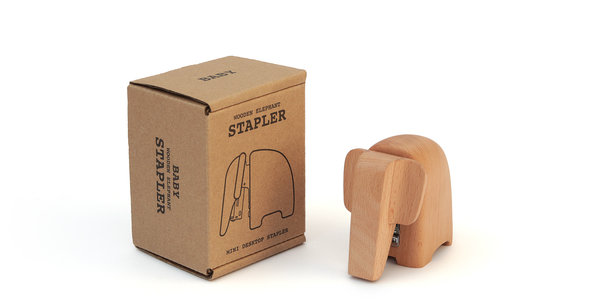 BABY
WOODEN ELEPHANT
STAPLER
MINI DESKTOP STAPLER
BABY
WOODEN ELEPHANT
STAPLER